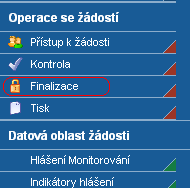 Operace se žádostí
Přístup k žádosti
Kontrola
Finalizace
Tisk
Datová oblast žádosti
Hlášení Monitorování
Indikátory hlášení